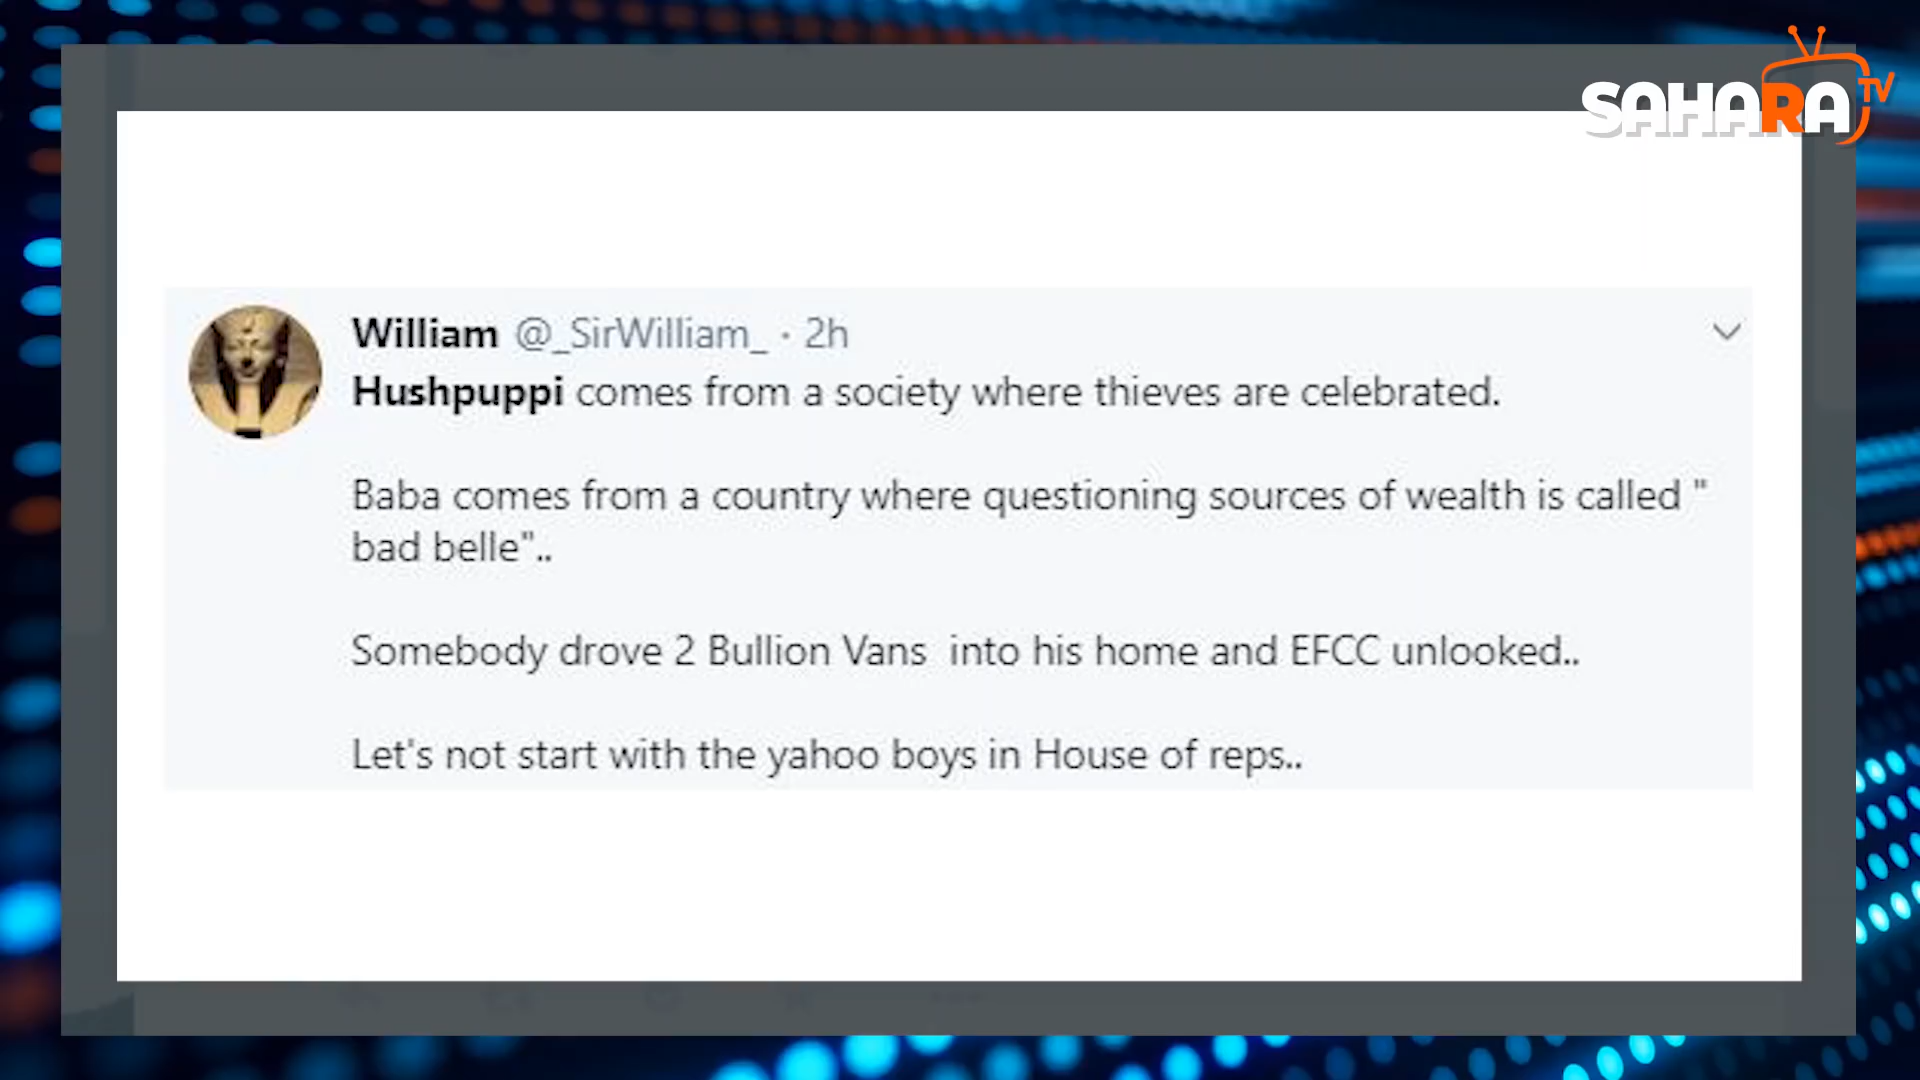 SAHARA TV
William @_SirWilliam_ · 2h
Hushpuppi comes from a society where thieves are celebrated.
Baba comes from a country where questioning sources of wealth is called "
bad belle"..
Somebody drove 2 Bullion Vans  into his home and EFCC unlooked..
Let's not start with the yahoo boys in House of reps..